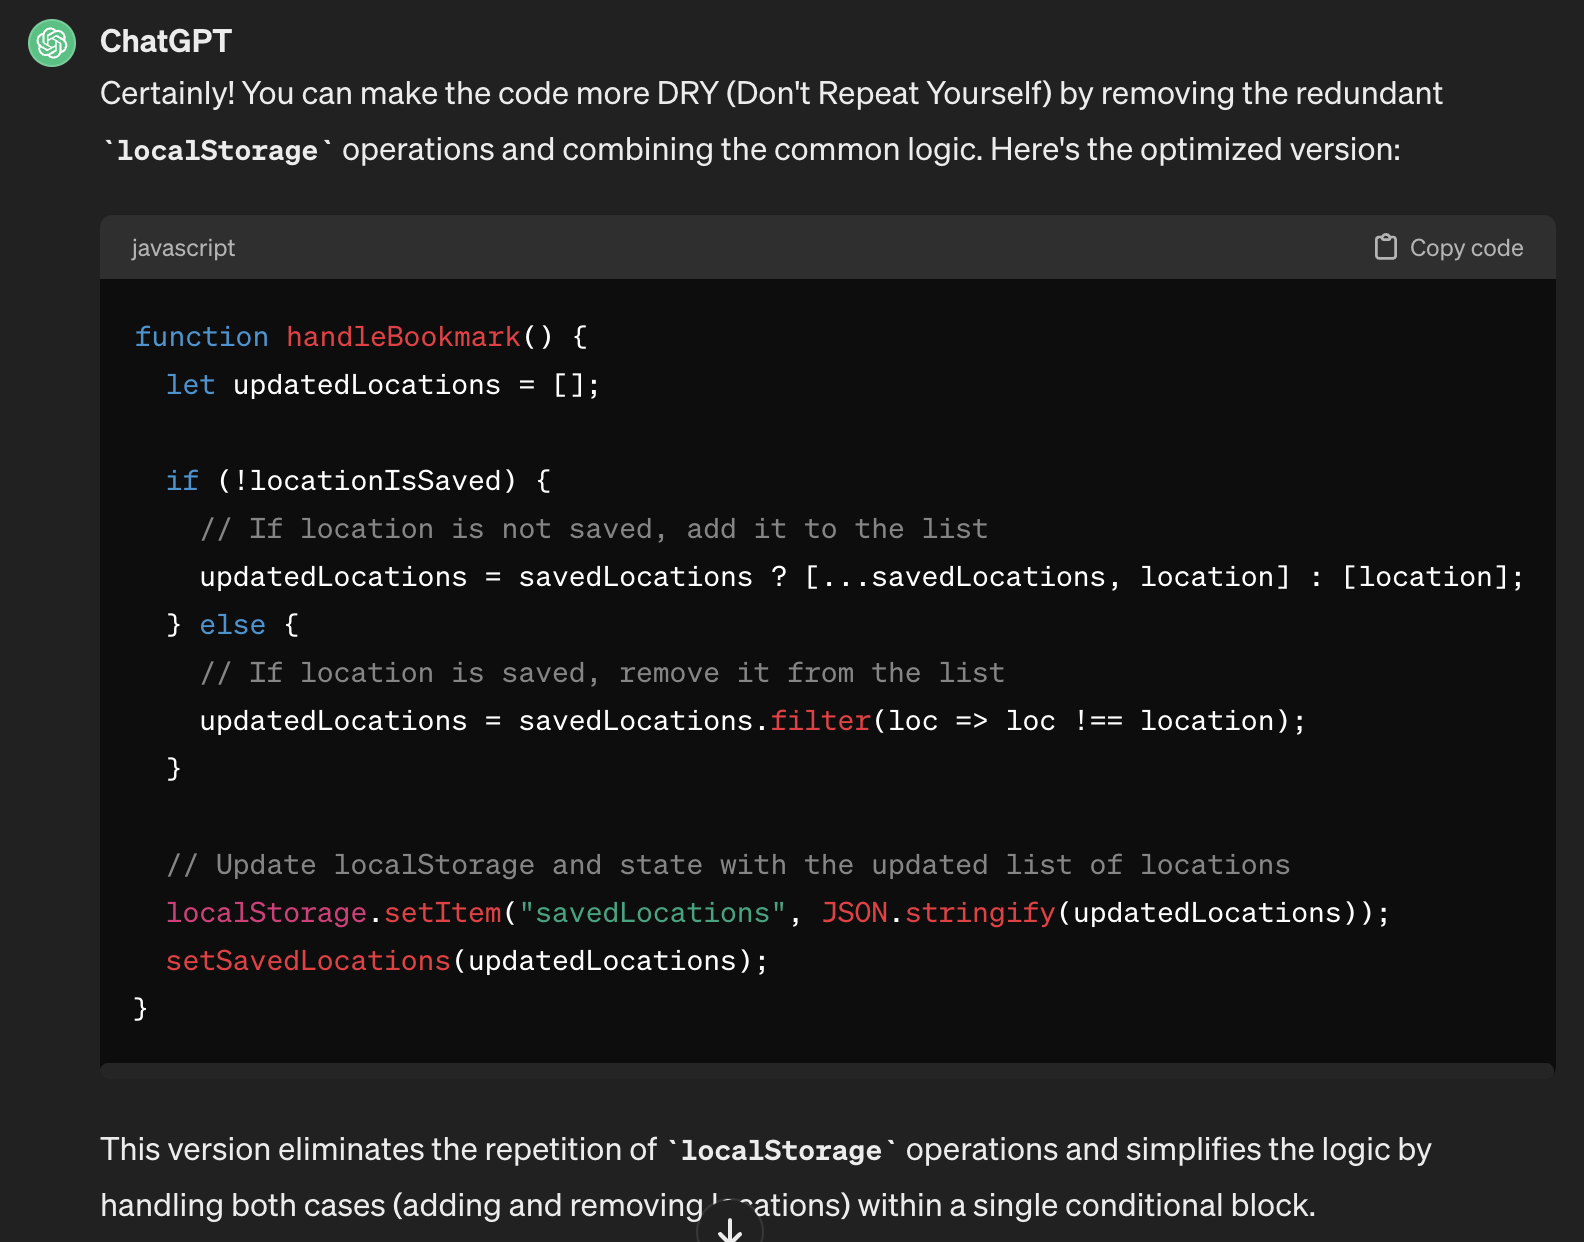 ChatGPT
Certainly! You can make the code more DRY (Don't Repeat Yourself) by removing the redundant
`localStorage` operations and combining the common logic. Here's the optimized version:
javascript
Copy code
function handleBookmark() {
  let updatedLocations = [];

  if (!locationIsSaved) {
    // If location is not saved, add it to the list
    updatedLocations = savedLocations ? [...savedLocations, location] : [location];
  } else {
    // If location is saved, remove it from the list
    updatedLocations = savedLocations.filter(loc => loc !== location);
  }

  // Update localStorage and state with the updated list of locations
  localStorage.setItem("savedLocations", JSON.stringify(updatedLocations));
  setSavedLocations(updatedLocations);
}
This version eliminates the repetition of `localStorage` operations and simplifies the logic by
handling both cases (adding and removing locations) within a single conditional block.